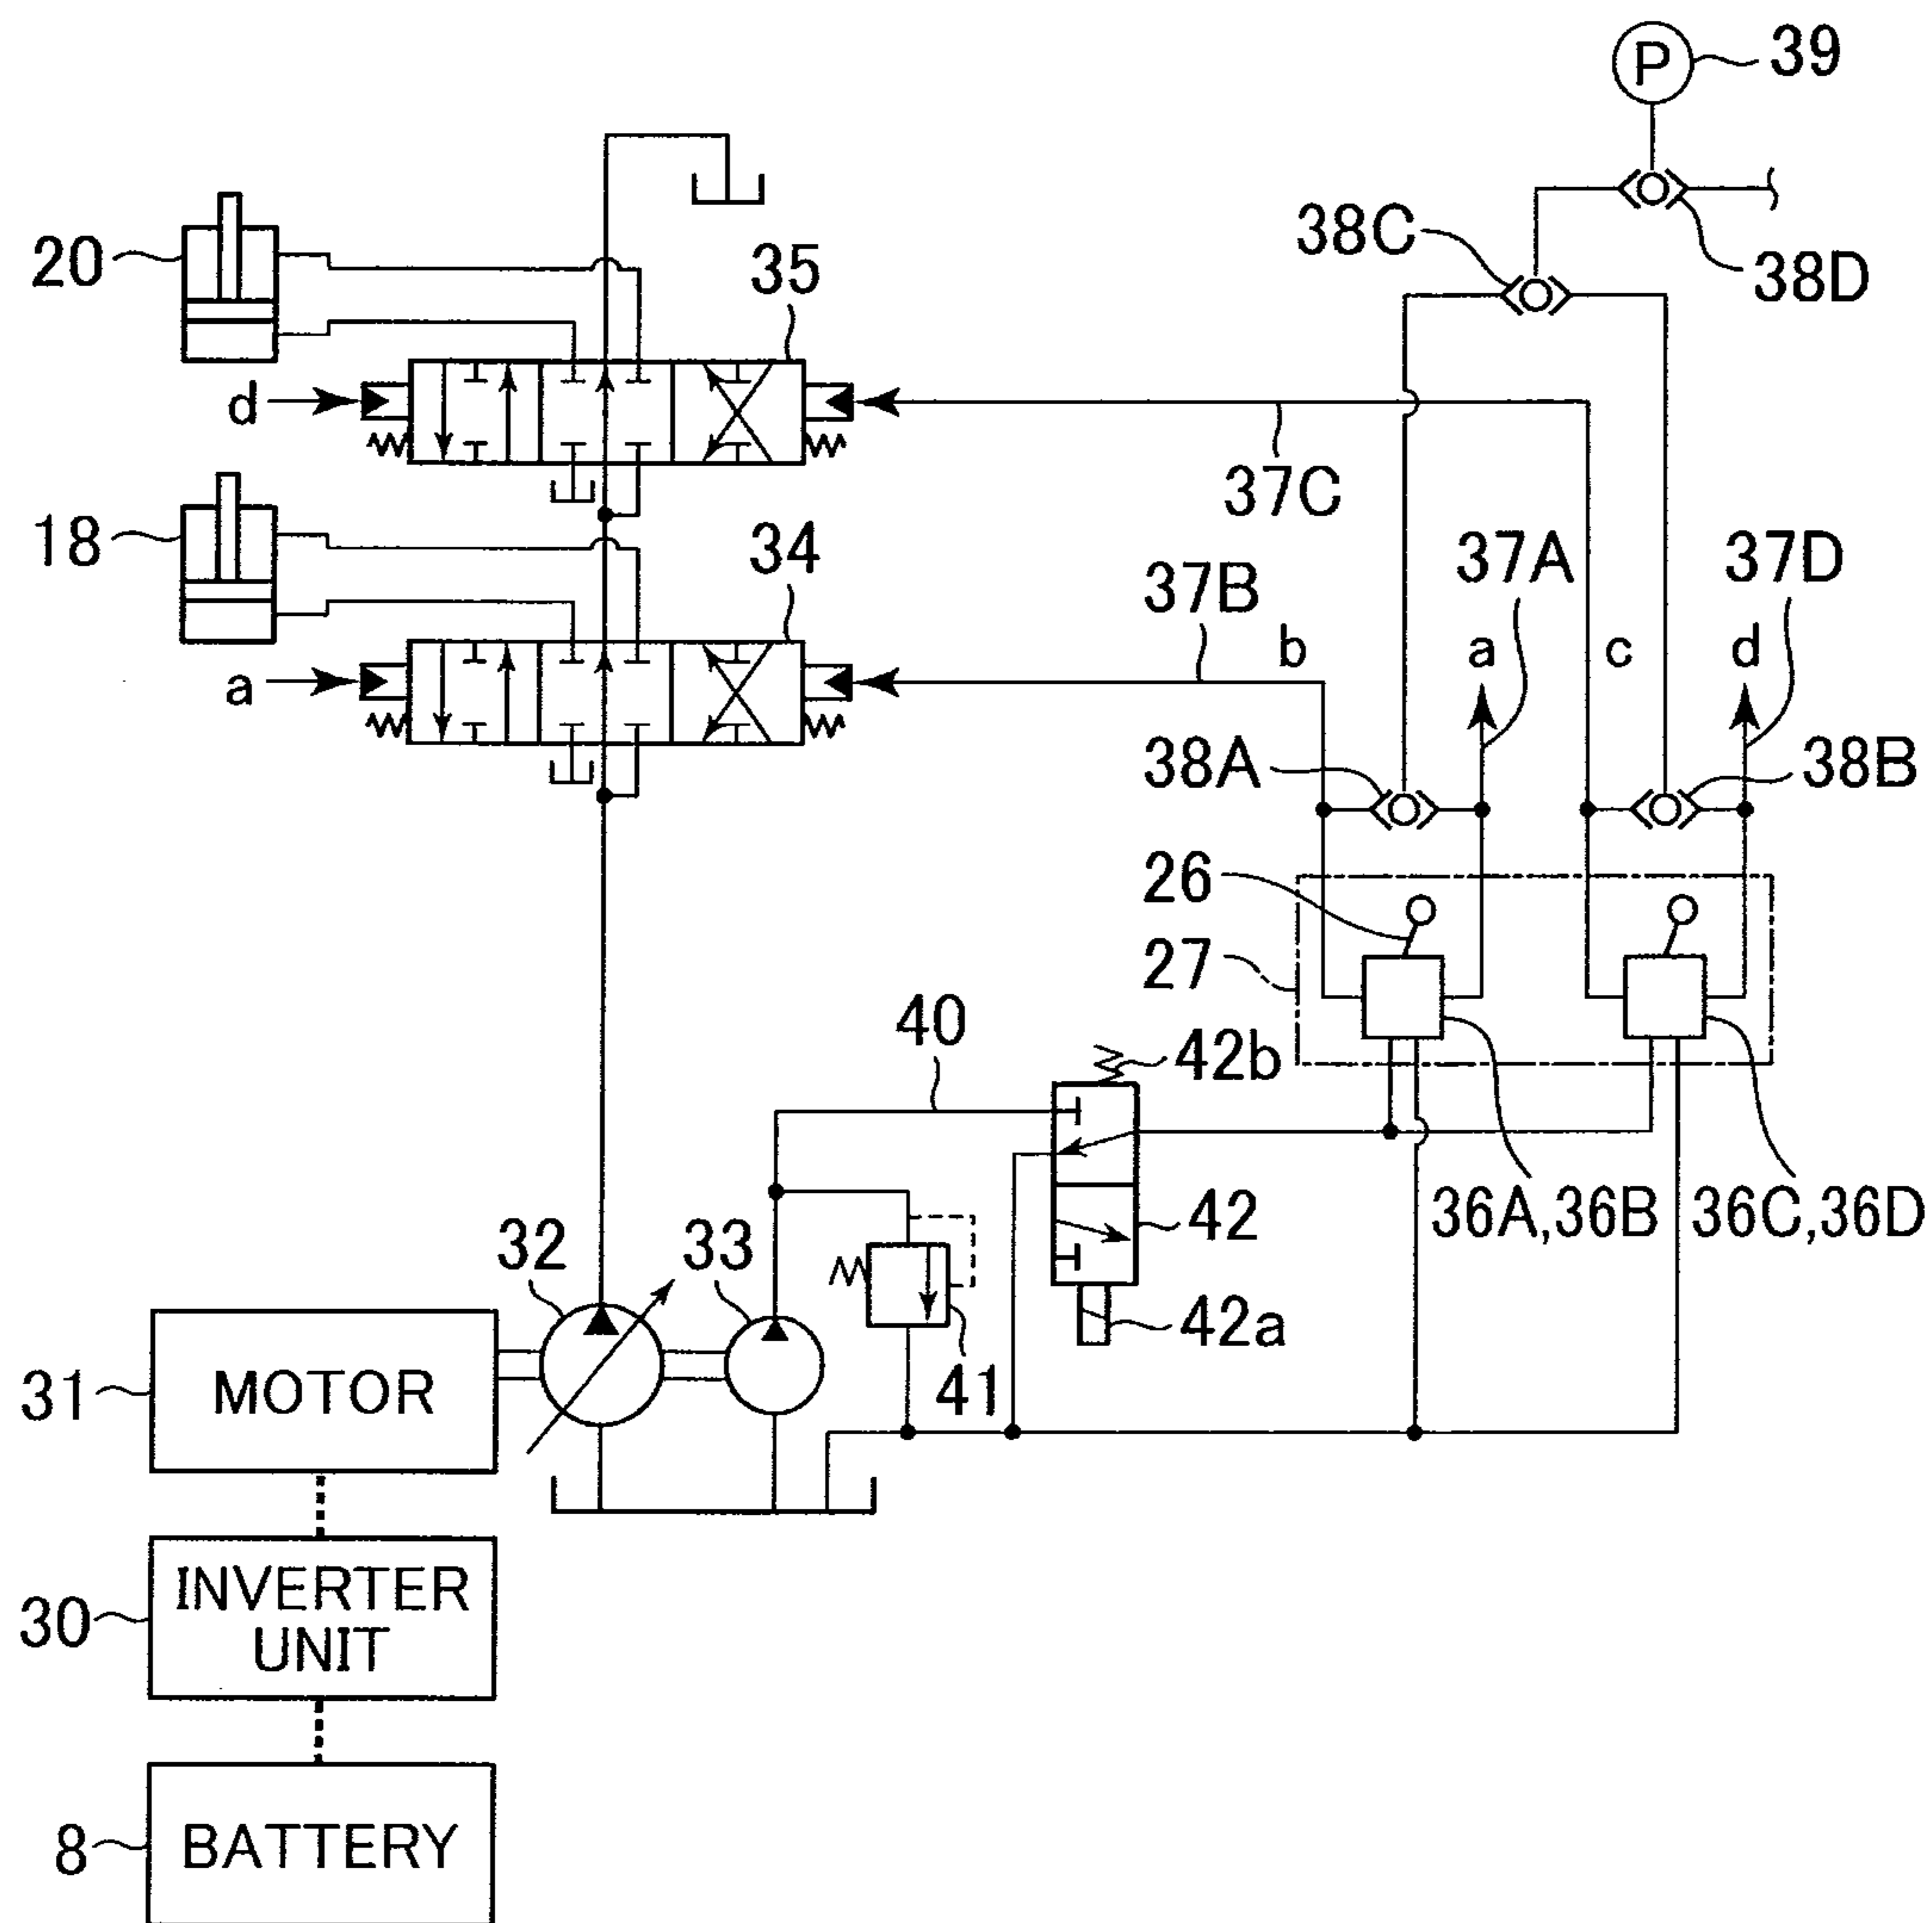 P
39
38C
38D
20
35
d
37C
18
34
37B
37A
37D
b
a
c
d
a
38A
38B
26
27
40
42b
36A,36B
36C,36D
42
32
33
42a
41
31
MOTOR
30
INVERTER
UNIT
8
BATTERY